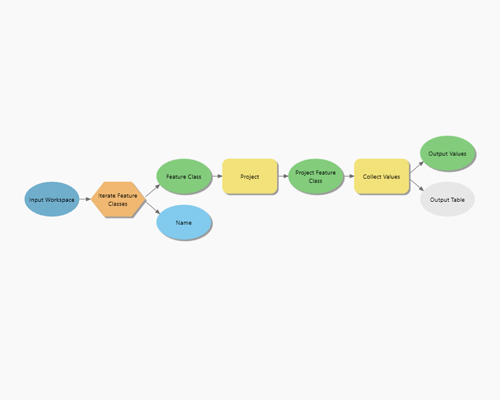 Input Workspace
Iterate Feature
Classes
Feature Class
Name
Project
Project Feature
Class
Collect Values
Output Values
Output Table